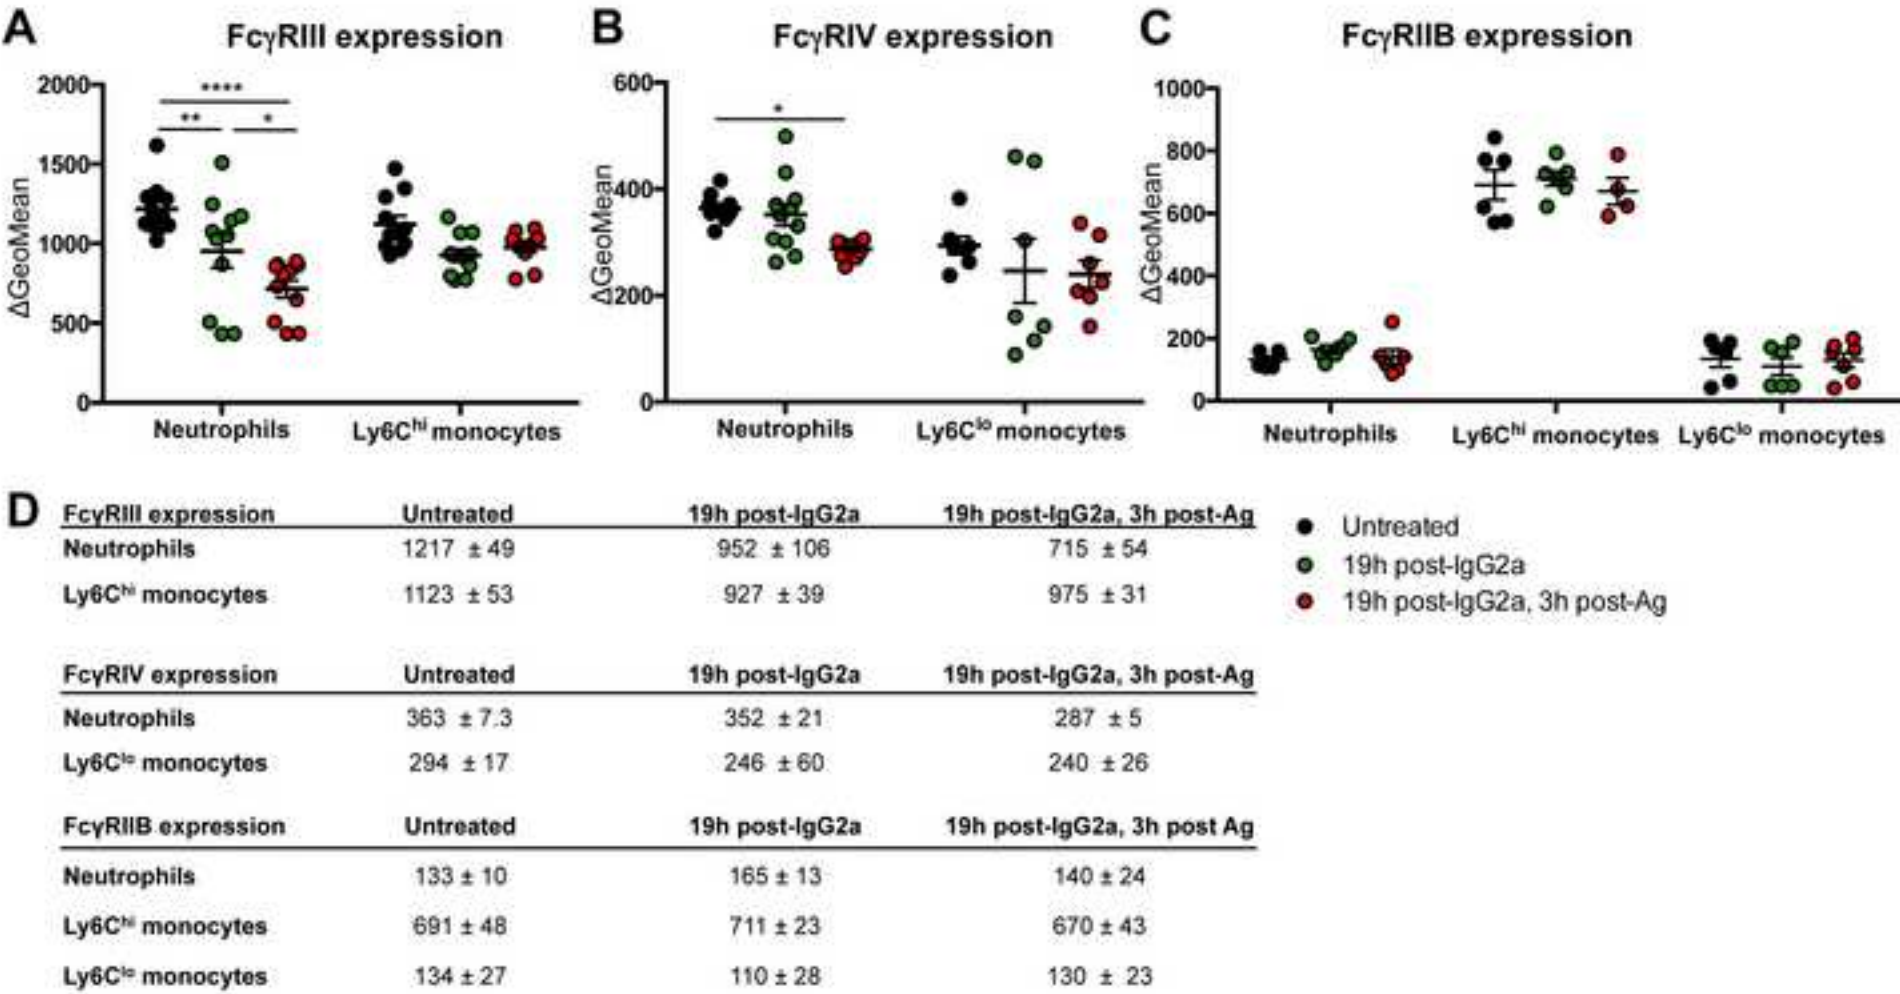 A FcγRIII expression
B FcγRIV expression
C FcγRIIB expression
2000
1500
1000
500
0
ΔGeoMean
****
** *
Neutrophils Ly6Chi monocytes
600
400
200
0
ΔGeoMean
*
Neutrophils Ly6Clo monocytes
1000
800
600
400
200
0
ΔGeoMean
Neutrophils Ly6Chi monocytes Ly6Clo monocytes
D FcγRIII expression Untreated 19h post-IgG2a 19h post-IgG2a, 3h post-Ag
Neutrophils 1217 ± 49 952 ± 106 715 ± 54
Ly6Chi monocytes 1123 ± 53 927 ± 39 975 ± 31
FcγRIV expression Untreated 19h post-IgG2a 19h post-IgG2a, 3h post-Ag
Neutrophils 363 ± 7.3 352 ± 21 287 ± 5
Ly6Clo monocytes 294 ± 17 246 ± 60 240 ± 26
FcγRIIB expression Untreated 19h post-IgG2a 19h post-IgG2a, 3h post Ag
Neutrophils 133 ± 10 165 ± 13 140 ± 24
Ly6Chi monocytes 691 ± 48 711 ± 23 670 ± 43
Ly6Clo monocytes 134 ± 27 110 ± 28 130 ± 23
Untreated
19h post-IgG2a
19h post-IgG2a, 3h post-Ag